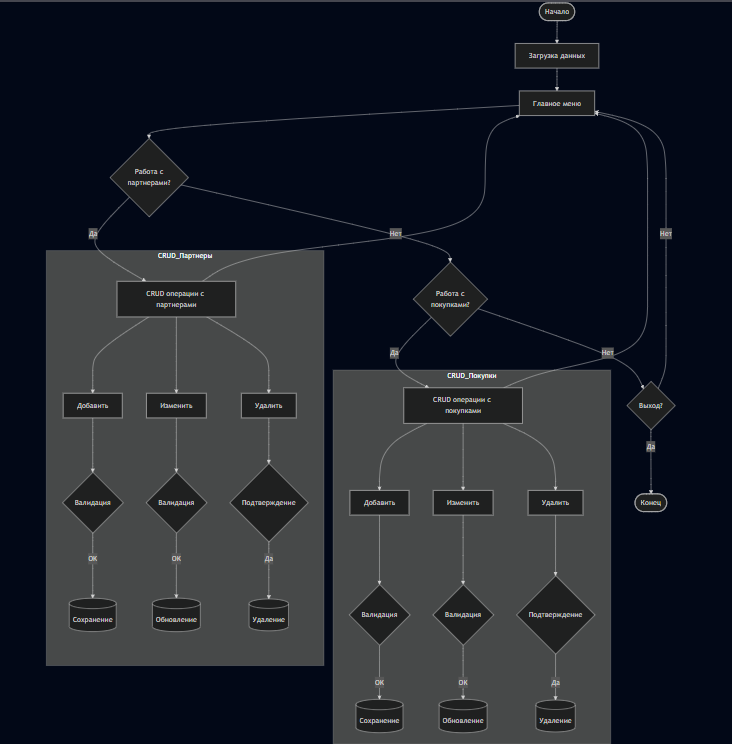 Начало
Загрузка данных
Главное меню
Работа с
партнерами?
Да
Нет
Нет
CRUD_Партнеры
CRUD операции с
партнерами
Работа с
покупками?
Да
Нет
CRUD_Покупки
CRUD операции с
покупками
Выход?
Добавить
Изменить
Удалить
Да
Валидация
Валидация
Подтверждение
Добавить
Изменить
Удалить
Конец
ОК
ОК
Да
Сохранение
Обновление
Удаление
Валидация
Валидация
Подтверждение
ОК
ОК
Да
Сохранение
Обновление
Удаление